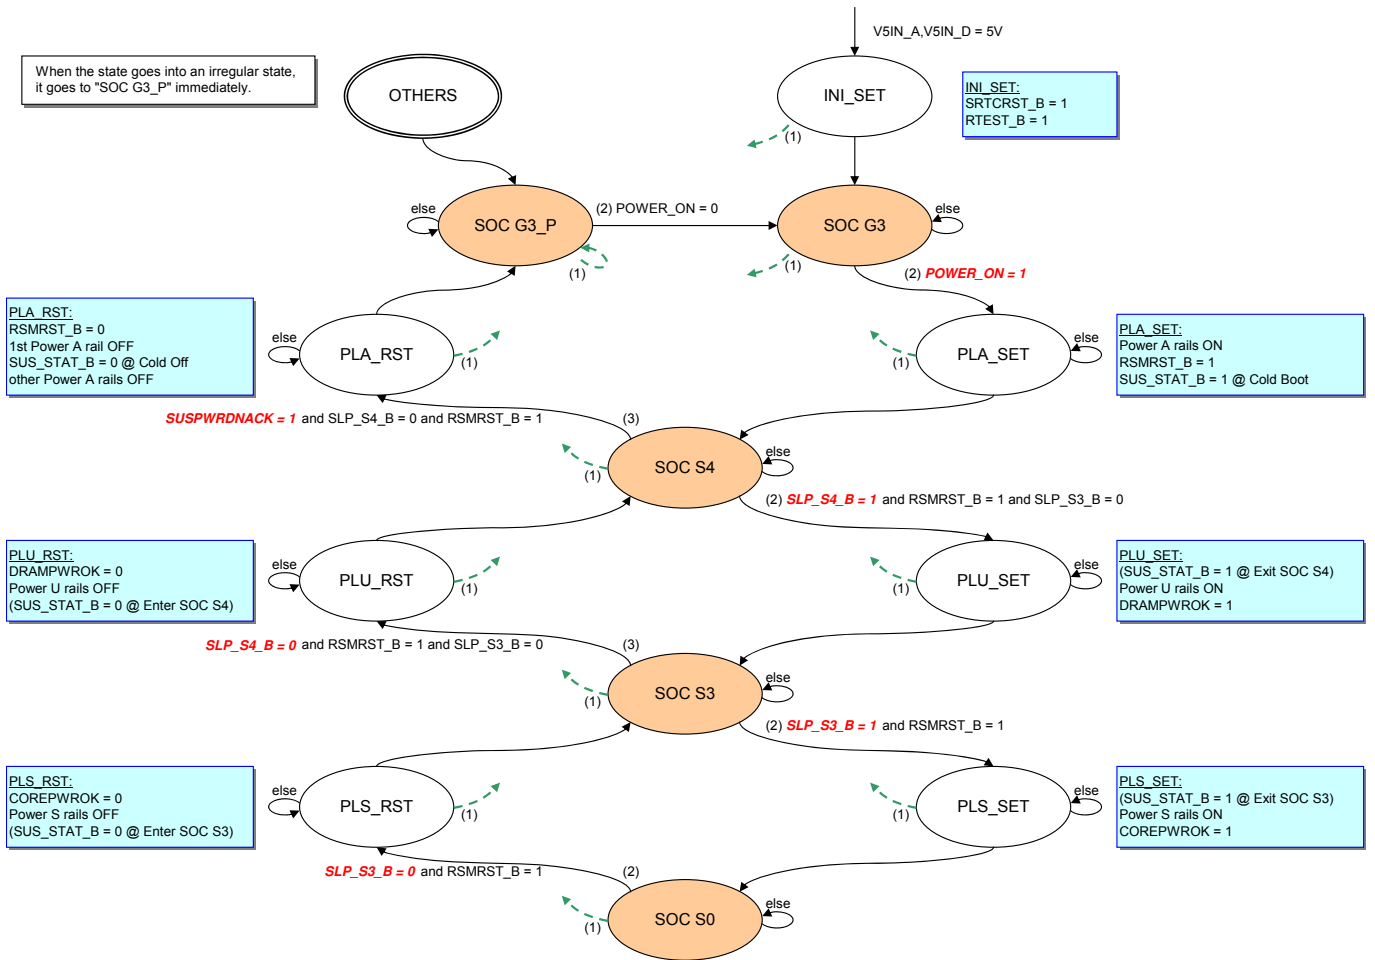 V5IN_A,V5IN_D = 5V
When the state goes into an irregular state,
it goes to "SOC G3_P" immediately.
OTHERS
INI_SET
INI_SET:
SRTCRST_B = 1
RTEST_B = 1
(1)
else
SOC G3_P
(2) POWER_ON = 0
SOC G3
else
(1)
(1)
(2) POWER_ON = 1
PLA_RST:
RSMRST_B = 0
1st Power A rail OFF
SUS_STAT_B = 0 @ Cold Off
other Power A rails OFF
else
PLA_RST
(1)
(1)
PLA_SET
else
PLA_SET:
Power A rails ON
RSMRST_B = 1
SUS_STAT_B = 1 @ Cold Boot
SUSPWRDNACK = 1 and SLP_S4_B = 0 and RSMRST_B = 1
(3)
(1)
SOC S4
else
(2) SLP_S4_B = 1 and RSMRST_B = 1 and SLP_S3_B = 0
PLU_RST:
DRAMPWROK = 0
Power U rails OFF
(SUS_STAT_B = 0 @ Enter SOC S4)
else
PLU_RST
(1)
(1)
PLU_SET
else
PLU_SET:
(SUS_STAT_B = 1 @ Exit SOC S4)
Power U rails ON
DRAMPWROK = 1
SLP_S4_B = 0 and RSMRST_B = 1 and SLP_S3_B = 0
(3)
(1)
SOC S3
else
(2) SLP_S3_B = 1 and RSMRST_B = 1
PLS_RST:
COREPWROK = 0
Power S rails OFF
(SUS_STAT_B = 0 @ Enter SOC S3)
else
PLS_RST
(1)
(1)
PLS_SET
else
PLS_SET:
(SUS_STAT_B = 1 @ Exit SOC S3)
Power S rails ON
COREPWROK = 1
SLP_S3_B = 0 and RSMRST_B = 1
(2)
(1)
SOC S0
else